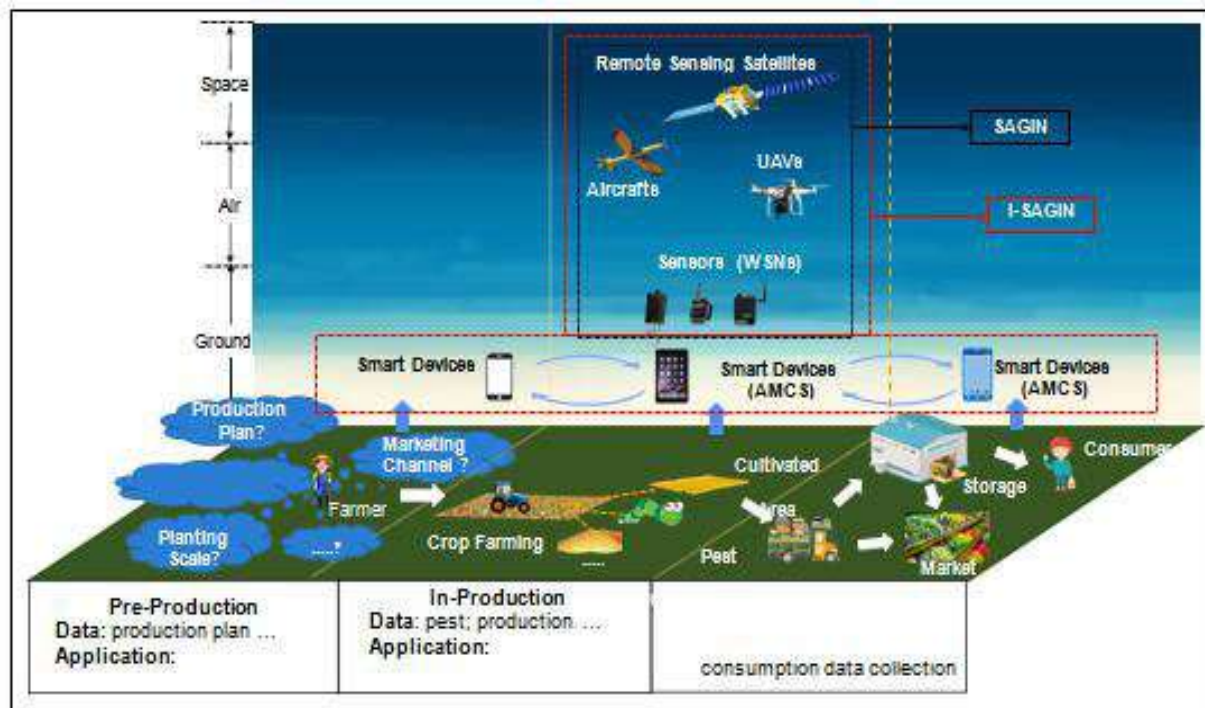 Space
Air
Ground
Remote Sensing Satellites
Aircrafts
UAVs
Sensors (WSNs)
SAGIN
I-SAGIN
Smart Devices
Smart Devices
(AMCS)
Smart Devices
(AMCS)
Production
Plan?
Marketing
Channel ?
Planting
Scale?
.....?
Farmer
Crop Farming
.....
Cultivated
Area
Pest
Storage
Market
Consumer
Pre-Production
Data: production plan ...
Application:
In-Production
Data: pest; production. ...
Application:
consumption data collection